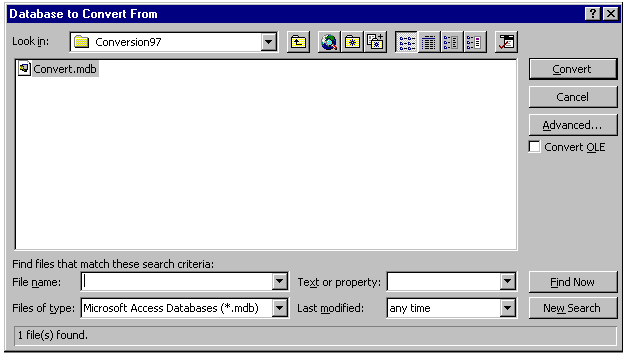 Database to Convert From
Look in: Conversion97
Convert.mdb
Convert
Cancel
Advanced...
Convert OLE
Find files that match these search criteria:
File name: Text or property: Find Now
Files of type: Microsoft Access Databases (*.mdb) Last modified: any time New Search
1 file(s) found.